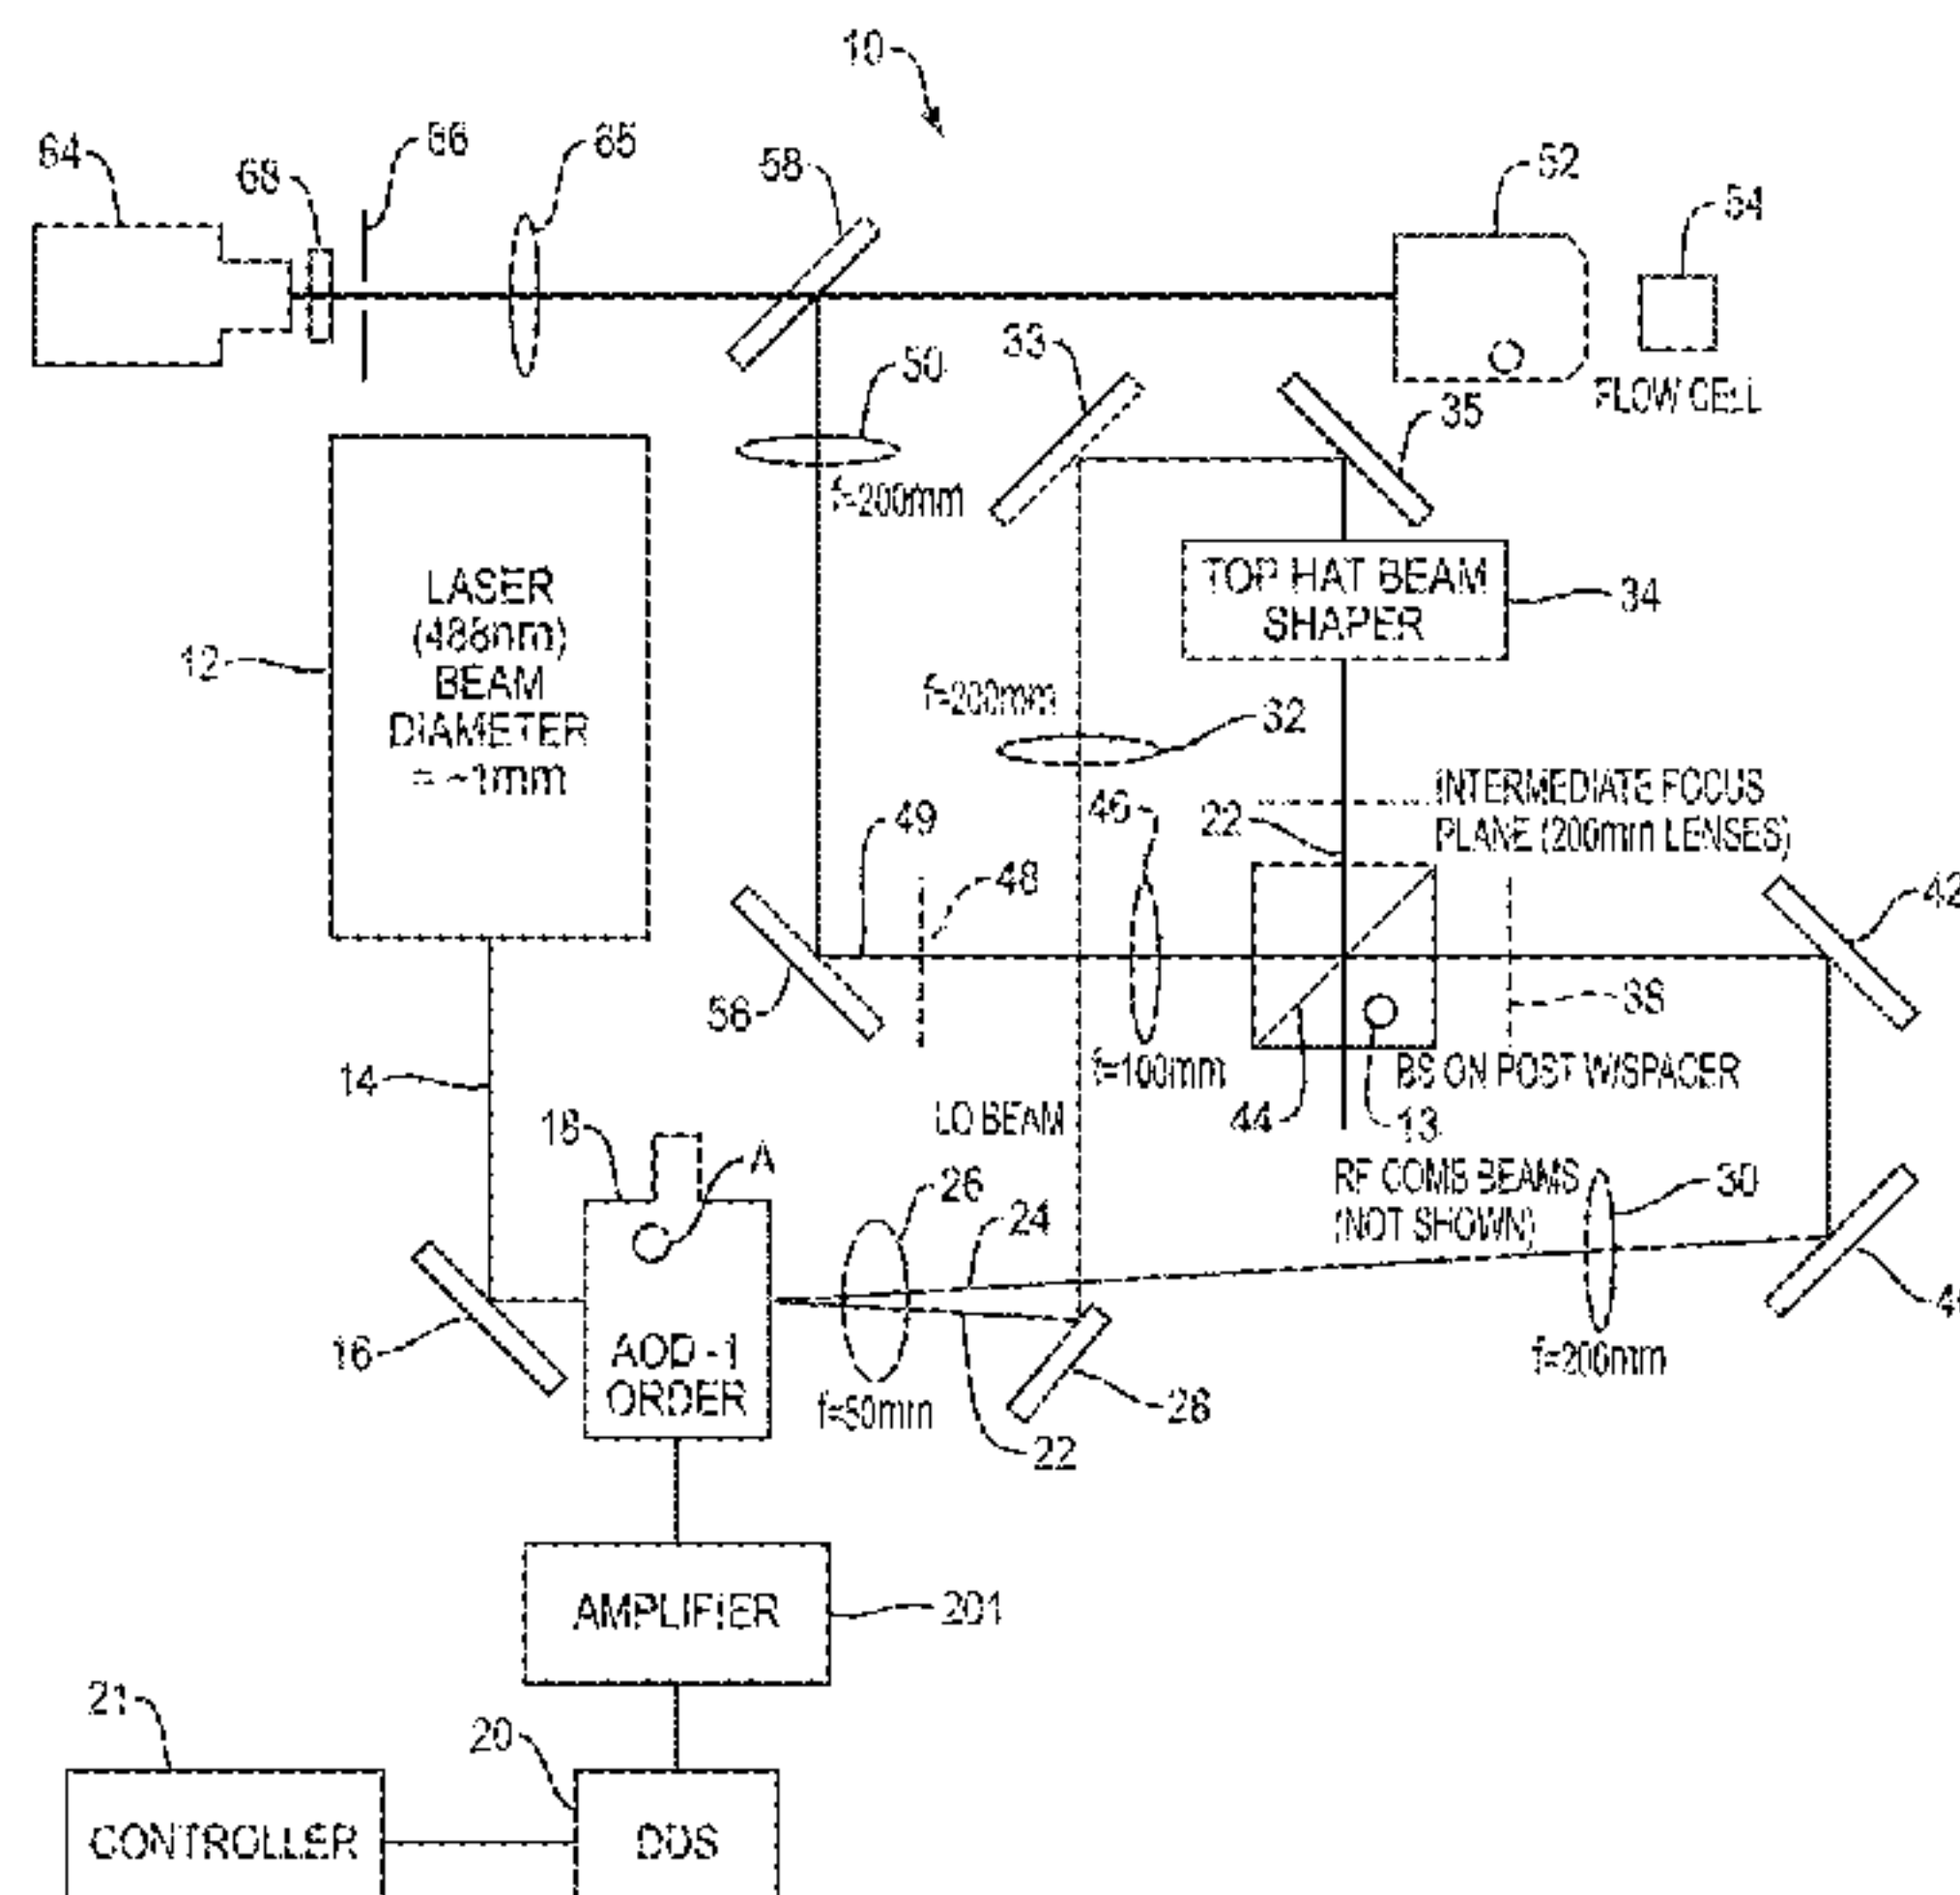 10
64
68
66
65
58
52
54
FLOW CELL
33
35
50
f=200mm
LASER
(488nm)
BEAM
DIAMETER
= ~1mm
12
TOP HAT BEAM
SHAPER
34
f=200mm
32
INTERMEDIATE FOCUS
PLANE (200mm LENSES)
22
46
49
48
42
56
38
BS ON POST W/SPACER
f=100mm
44
13
14
LO BEAM
18
A
26
24
RF COMB BEAMS
(NOT SHOWN)
30
16
AOD -1
ORDER
f=50mm
28
22
f=200mm
AMPLIFIER
201
21
20
CONTROLLER
DDS